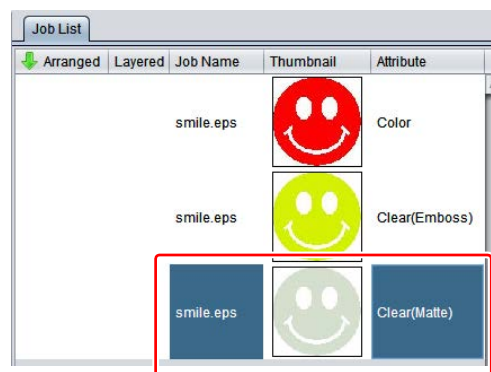 Job List
Arranged Layered Job Name Thumbnail Attribute
smile.eps Color
smile.eps Clear(Emboss)
smile.eps Clear(Matte)